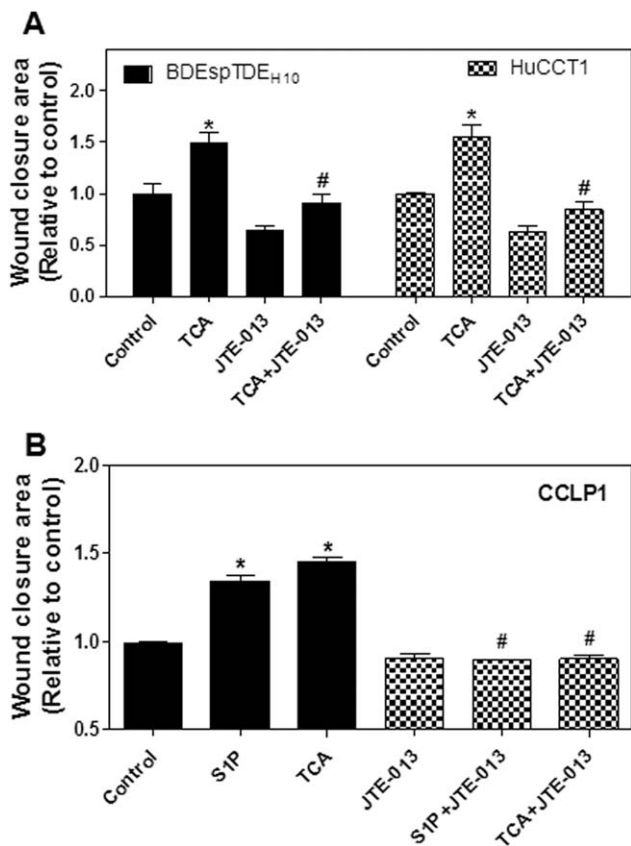 A
Wound closure area
(Relative to control)
2.0
1.5
1.0
0.5
0.0
BDEspTDEH10
HuCCT1
*
#
*
#
Control
TCA
JTE-013
TCA+JTE-013
Control
TCA
JTE-013
TCA+JTE-013
B
Wound closure area
(Relative to control)
2.0
1.5
1.0
0.5
CCLP1
*
*
#
#
Control
S1P
TCA
JTE-013
S1P+JTE-013
TCA+JTE-013